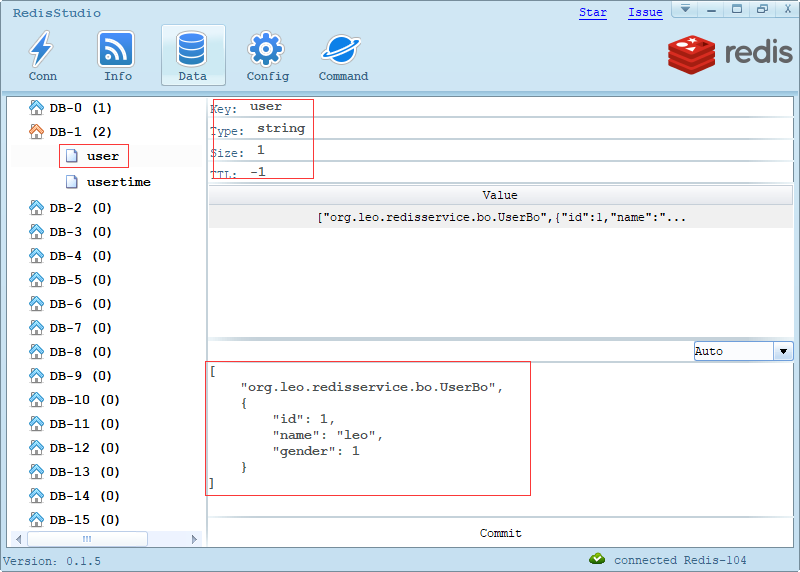 RedisStudio
Star Issue
Conn Info Data Config Command
redis
DB-0 (1)
DB-1 (2)
user
usertime
DB-2 (0)
DB-3 (0)
DB-4 (0)
DB-5 (0)
DB-6 (0)
DB-7 (0)
DB-8 (0)
DB-9 (0)
DB-10 (0)
DB-11 (0)
DB-12 (0)
DB-13 (0)
DB-14 (0)
DB-15 (0)
Key: user
Type: string
Size: 1
TTL: -1
Value
["org.leo.redisservice.bo.UserBo",{"id":1,"name":"...
Auto
[
"org.leo.redisservice.bo.UserBo",
{
"id": 1,
"name": "leo",
"gender": 1
}
]
Commit
Version: 0.1.5
connected Redis-104